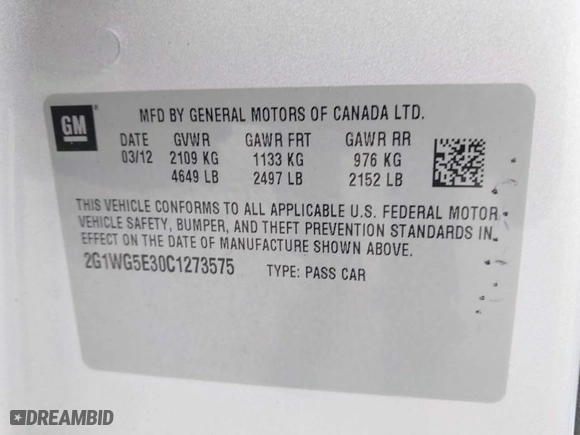 GM
MFD BY GENERAL MOTORS OF CANADA LTD.
DATE GVWR GAWR FRT GAWR RR
03/12 2109 KG 1133 KG 976 KG
4649 LB 2497 LB 2152 LB
THIS VEHICLE CONFORMS TO ALL APPLICABLE U.S. FEDERAL MOTOR
VEHICLE SAFETY, BUMPER, AND THEFT PREVENTION STANDARDS IN
EFFECT ON THE DATE OF MANUFACTURE SHOWN ABOVE.
2G1WG5E30C1273575 TYPE: PASS CAR
DREAMBID